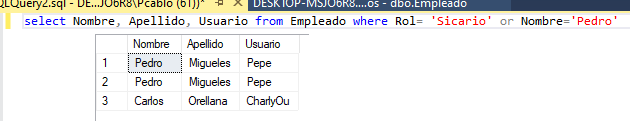 QLQuery2.sql - DE...JO6R8\Pcablo (61))* DESKTOP-MSJO6R8....os - dbo.Empleado
select Nombre, Apellido, Usuario from Empleado where Rol= 'Sicario' or Nombre='Pedro'
Nombre Apellido Usuario
1 Pedro Migueles Pepe
2 Pedro Migueles Pepe
3 Carlos Orellana CharlyOu